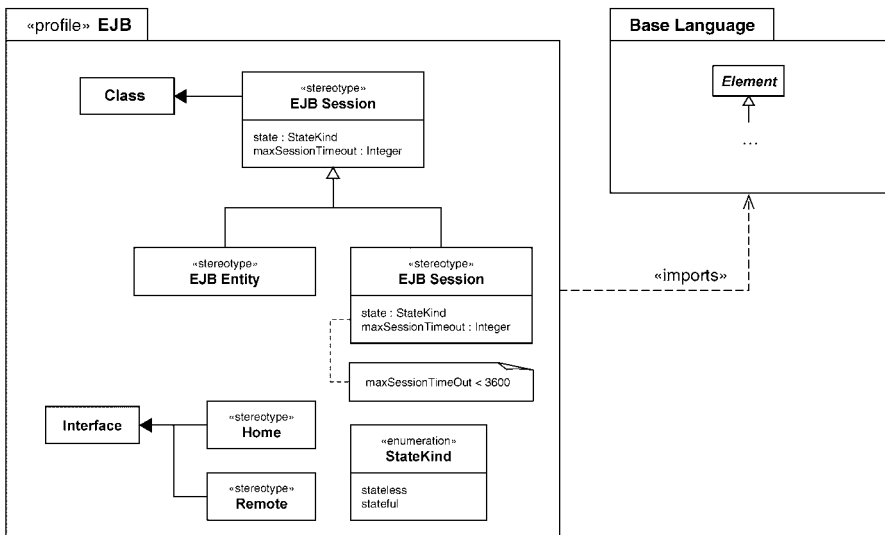 «profile» EJB
Base Language
Class
«stereotype»
EJB Session
state : StateKind
maxSessionTimeout : Integer
Element
...
«stereotype»
EJB Entity
«stereotype»
EJB Session
state : StateKind
maxSessionTimeout : Integer
«imports»
maxSessionTimeOut < 3600
Interface
«stereotype»
Home
«stereotype»
Remote
«enumeration»
StateKind
stateless
stateful